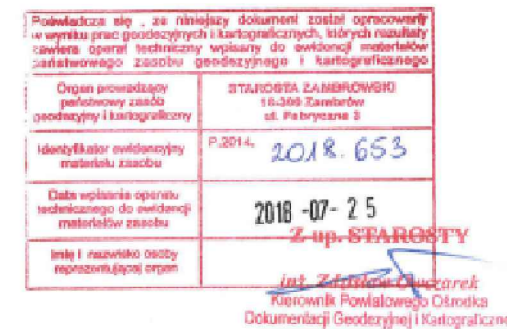 Poświadcza się, że niniejszy dokument został opracowany
w wyniku prac geodezyjnych i kartograficznych, których rezultaty
zawiera operat techniczny wpisany do ewidencji materiałów
państwowego zasobu geodezyjnego i kartograficznego
Organ prowadzący
państwowy zasób
geodezyjny i kartograficzny
STAROSTA ZAMBROWSKI
18-300 Zambrów
ul. Fabryczna 3
Identyfikator ewidencyjny
materiału zasobu
P.2014.
2018.653
Data wpisania operatu
technicznego do ewidencji
materiałów zasobu
2018 -07- 25
Z up. STAROSTY
Imię i nazwisko osoby
reprezentującej organ
inż. Zdzisław
Kierownik Powiatowego Ośrodka
Dokumentacji Geodezyjnej i Kartograficznej